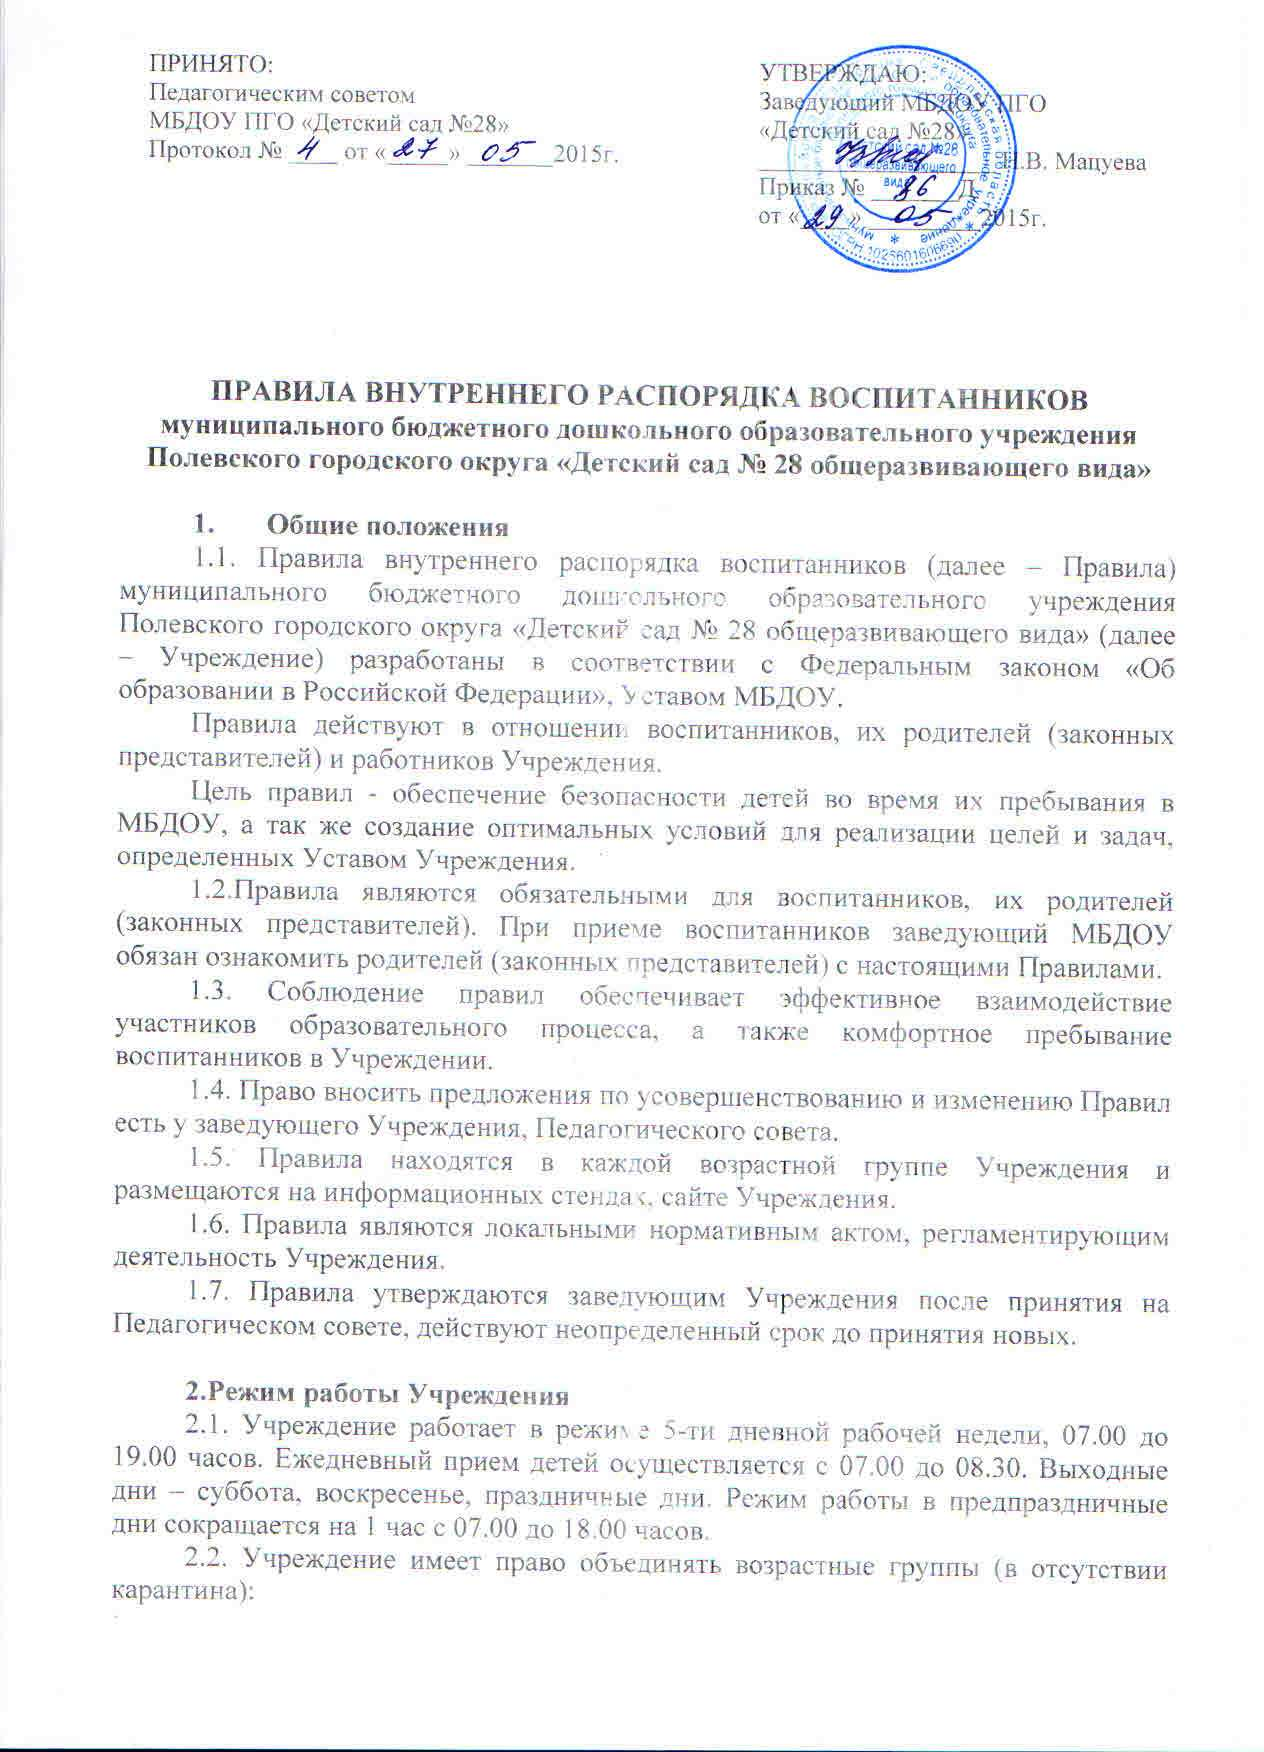 ПРИНЯТО:
Педагогическим советом
МБДОУ ПГО «Детский сад №28»
Протокол № 4 от «27» 05 2015г.
УТВЕРЖДАЮ:
Заведующий МБДОУ ПГО
«Детский сад №28»
Н.В. Мацуева
Приказ № 86 Д
от «29» 05 2015г.
ПРАВИЛА ВНУТРЕННЕГО РАСПОРЯДКА ВОСПИТАННИКОВ
муниципального бюджетного дошкольного образовательного учреждения
Полевского городского округа «Детский сад № 28 общеразвивающего вида»
1. Общие положения
1.1. Правила внутреннего распорядка воспитанников (далее – Правила)
муниципального бюджетного дошкольного образовательного учреждения
Полевского городского округа «Детский сад № 28 общеразвивающего вида» (далее
– Учреждение) разработаны в соответствии с Федеральным законом «Об
образовании в Российской Федерации», Уставом МБДОУ.
Правила действуют в отношении воспитанников, их родителей (законных
представителей) и работников Учреждения.
Цель правил - обеспечение безопасности детей во время их пребывания в
МБДОУ, а так же создание оптимальных условий для реализации целей и задач,
определенных Уставом Учреждения.
1.2.Правила являются обязательными для воспитанников, их родителей
(законных представителей). При приеме воспитанников заведующий МБДОУ
обязан ознакомить родителей (законных представителей) с настоящими Правилами.
1.3. Соблюдение правил обеспечивает эффективное взаимодействие
участников образовательного процесса, а также комфортное пребывание
воспитанников в Учреждении.
1.4. Право вносить предложения по усовершенствованию и изменению Правил
есть у заведующего Учреждения, Педагогического совета.
1.5. Правила находятся в каждой возрастной группе Учреждения и
размещаются на информационных стендах, сайте Учреждения.
1.6. Правила являются локальными нормативным актом, регламентирующим
деятельность Учреждения.
1.7. Правила утверждаются заведующим Учреждения после принятия на
Педагогическом совете, действуют неопределенный срок до принятия новых.
2.Режим работы Учреждения
2.1. Учреждение работает в режиме 5-ти дневной рабочей недели, 07.00 до
19.00 часов. Ежедневный прием детей осуществляется с 07.00 до 08.30. Выходные
дни – суббота, воскресенье, праздничные дни. Режим работы в предпраздничные
дни сокращается на 1 час с 07.00 до 18.00 часов.
2.2. Учреждение имеет право объединять возрастные группы (в отсутствии
карантина):